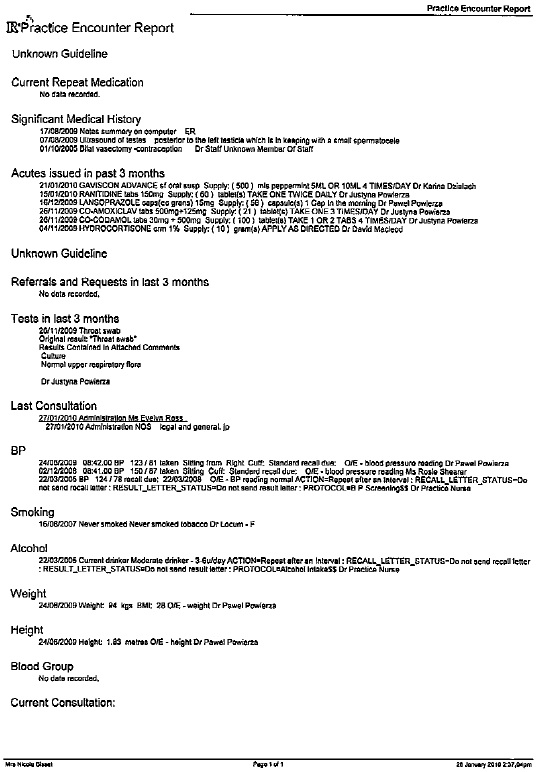 Practice Encounter Report
Practice Encounter Report
Unknown Guideline
Current Repeat Medication
No data recorded.
Significant Medical History
17/08/2009 Notes summary on computer ER
07/08/2009 Ultrasound of testes posterior to the left testicle which is in keeping with a small spermatocele
01/10/2005 Bilat vasectomy -contraception Dr Staff Unknown Member Of Staff
Acutes issued in past 3 months
21/01/2010 GAVISCON ADVANCE sf oral susp Supply: ( 500 ) mls peppermint 5ML OR 10ML 4 TIMES/DAY Dr Karina
15/01/2010 RANITIDINE tabs 150mg Supply: ( 60 ) tablet(s) TAKE ONE TWICE DAILY Dr Justyna Powierza
16/12/2009 LANSOPRAZOLE caps(ec grans) 15mg Supply: ( 56 ) capsule(s) 1 Cap In the morning Dr Pawel Powierza
26/11/2009 CO-AMOXICLAV tabs 500mg+125mg Supply: ( 21 ) tablet(s) TAKE ONE 3 TIMES/DAY Dr Justyna Powierza
20/11/2009 CO-CODAMOL tabs 30mg + 500mg Supply: ( 100 ) tablet(s) TAKE 1 OR 2 TABS 4 TIMES/DAY Dr Justyna Powierza
04/11/2009 HYDROCORTISONE crm 1% Supply: ( 10 ) gram(s) APPLY AS DIRECTED Dr David Macleod
Unknown Guideline
Referrals and Requests in last 3 months
No data recorded.
Tests in last 3 months
20/11/2009 Throat swab
Original result "Throat swab"
Results Contained In Attached Comments
Culture
Normal upper respiratory flora
Dr Justyna Powierza
Last Consultation
27/01/2010 Administration Ms Evelyn Ross
27/01/2010 Administration NOS legal and general. jp
BP
24/06/2009 08:42.00 BP 123 / 81 taken Sitting from Right Cuff: Standard recall due: O/E - blood pressure reading Dr Pawel Powierza
02/12/2008 08:41.00 BP 150 / 87 taken Sitting Cuff: Standard recall due: O/E - blood pressure reading Ms Rosie Shearer
22/03/2005 BP 124 / 78 recall due: 22/03/2008 O/E - BP reading normal ACTION=Repeat after an Interval : RECALL_LETTER_STATUS=Do
not send recall letter : RESULT_LETTER_STATUS=Do not send result letter : PROTOCOL=B P Screening$$ Dr Practice Nurse
Smoking
16/08/2007 Never smoked Never smoked tobacco Dr Locum - F
Alcohol
22/03/2005 Current drinker Moderate drinker - 3-6u/day ACTION=Repeat after an Interval : RECALL_LETTER_STATUS=Do not send recall letter
: RESULT_LETTER_STATUS=Do not send result letter : PROTOCOL=Alcohol Intake$$ Dr Practice Nurse
Weight
24/06/2009 Weight: 94 kgs BMI: 28 O/E - weight Dr Pawel Powierza
Height
24/06/2009 Height: 1.83 metres O/E - height Dr Pawel Powierza
Blood Group
No data recorded.
Current Consultation:
Mrs Nicola Bisset Page 1 of 1 28 January 2010 2:37:04pm